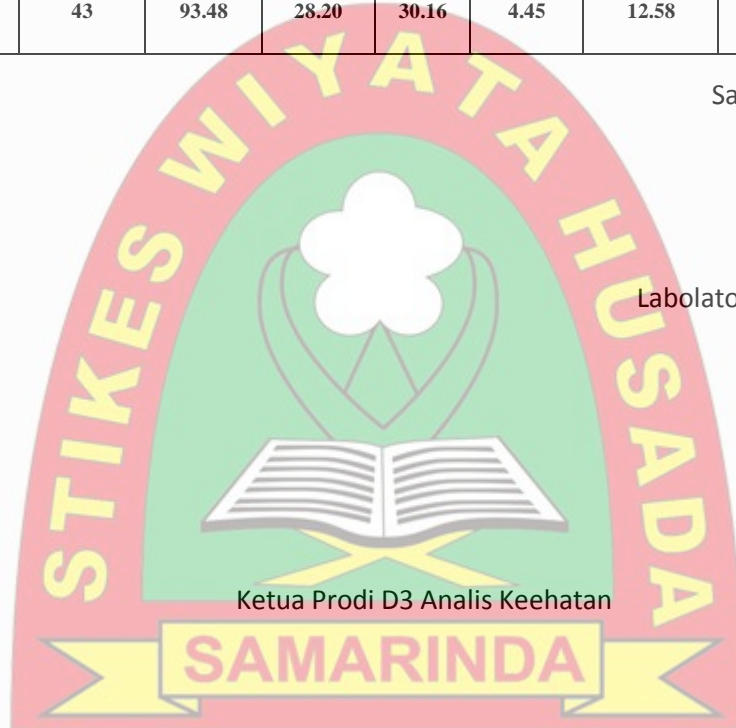 43 93.48 28.20 30.16 4.45 12.58
Sa
STIKES WIYATA HUSADA
Labolato
Ketua Prodi D3 Analis Keehatan
SAMARINDA